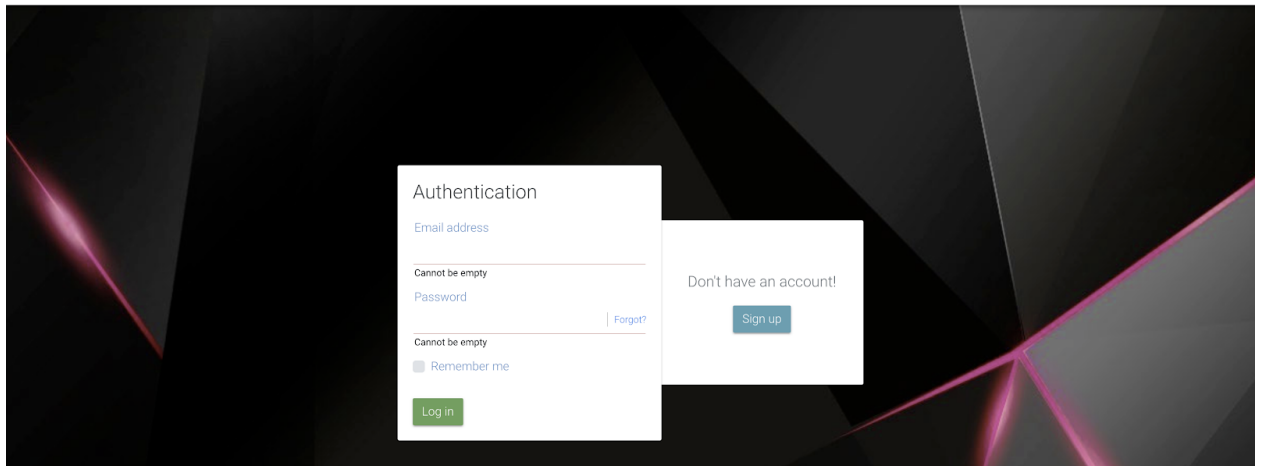 Authentication
Email address
Cannot be empty
Password
Forgot?
Cannot be empty
Remember me
Log in
Don't have an account!
Sign up